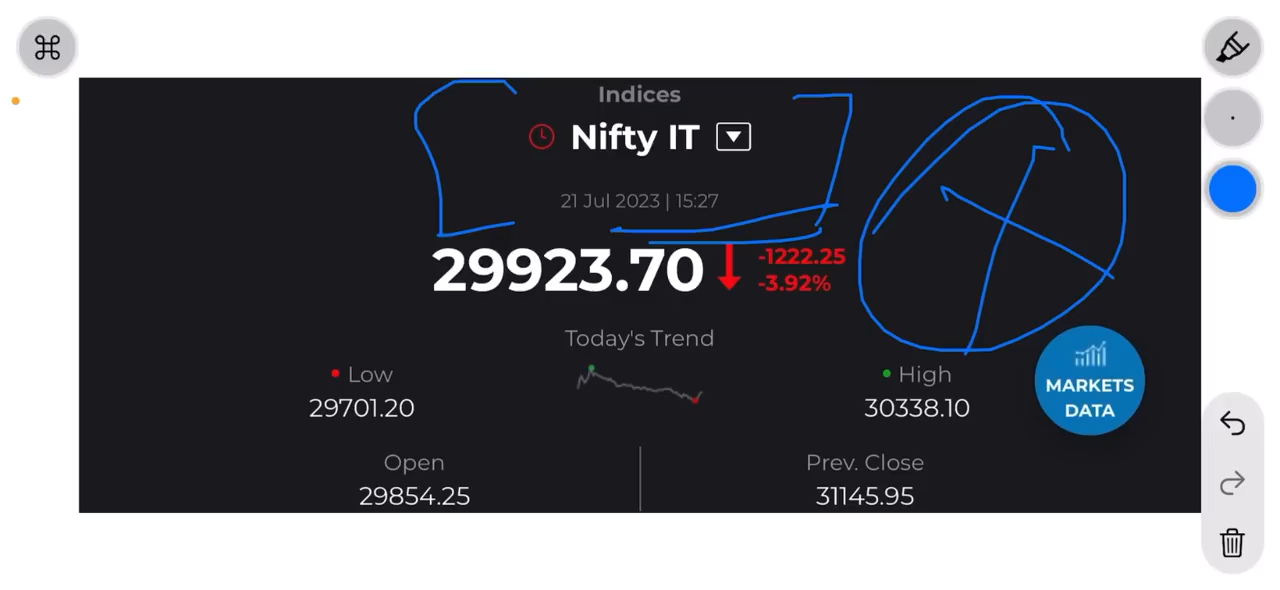 Indices
Nifty IT
21 Jul 2023 | 15:27
29923.70
-1222.25
-3.92%
Today's Trend
Low
29701.20
High
30338.10
MARKETS
DATA
Open
29854.25
Prev. Close
31145.95